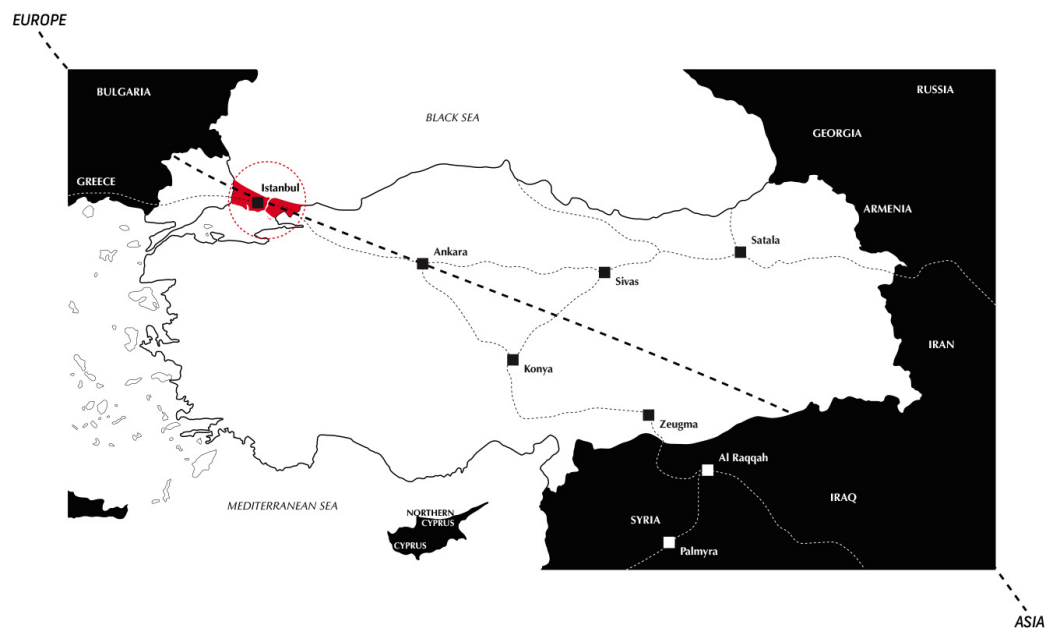 EUROPE
BULGARIA
RUSSIA
BLACK SEA
GEORGIA
GREECE
Istanbul
ARMENIA
Satala
Ankara
Sivas
IRAN
Konya
Zeugma
Al Raqqah
IRAQ
MEDITERRANEAN SEA
NORTHERN
CYPRUS
SYRIA
CYPRUS
Palmyra
ASIA